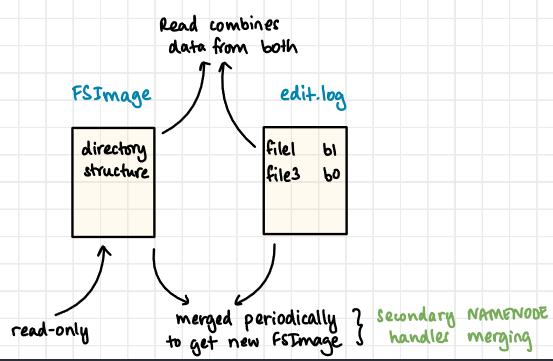 Read combines
data from both
FSImage
edit.log
directory
structure
file1 b1
file3 b0
read-only
merged periodically
to get new FSImage
secondary NAMENODE
handles merging